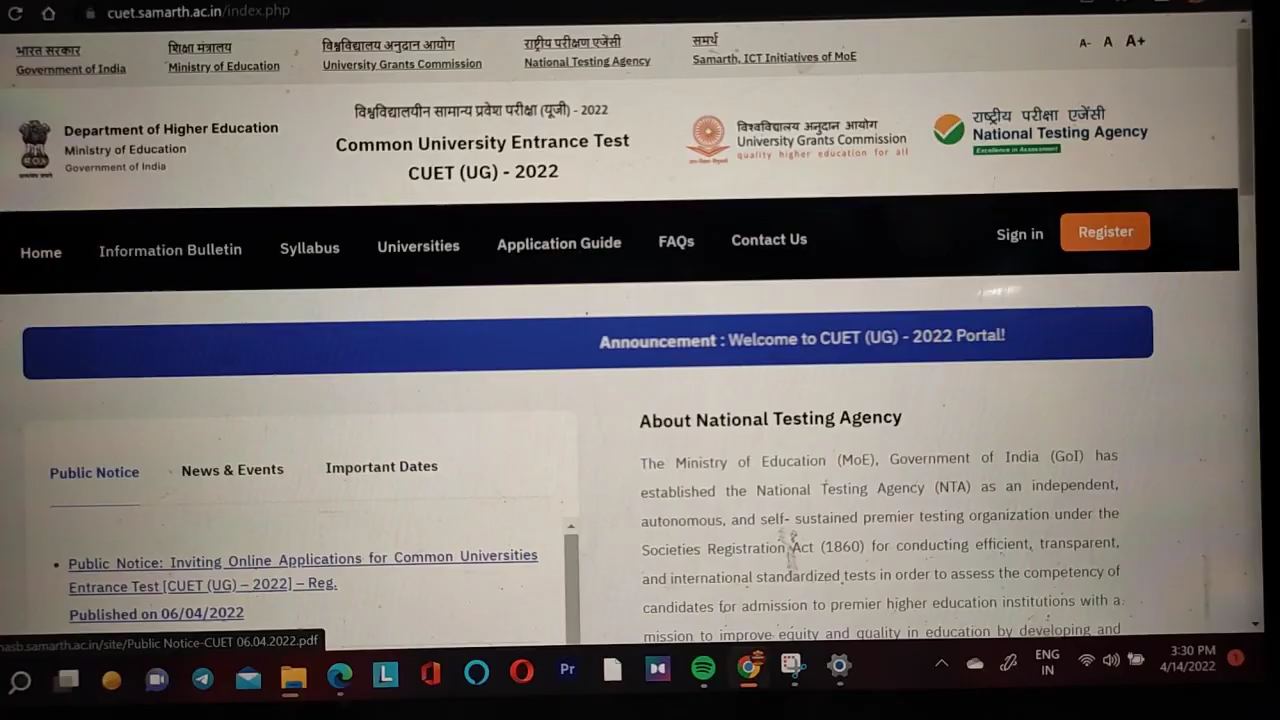 cuet.samarth.ac.in/index.php
भारत सरकार
Government of India
शिक्षा मंत्रालय
Ministry of Education
विश्वविद्यालय अनुदान आयोग
University Grants Commission
राष्ट्रीय परीक्षण एजेंसी
National Testing Agency
समर्थ
Samarth, ICT Initiatives of MoE
A- A A+
Department of Higher Education
Ministry of Education
Government of India
विश्वविद्यालयीन सामान्य प्रवेश परीक्षा (यूजी) - 2022
Common University Entrance Test
CUET (UG) - 2022
विश्वविद्यालय अनुदान आयोग
University Grants Commission
quality higher education for all
राष्ट्रीय परीक्षा एजेंसी
National Testing Agency
Excellence in Assessment
Home Information Bulletin Syllabus Universities Application Guide FAQs Contact Us Sign in Register
Announcement : Welcome to CUET (UG) - 2022 Portal!
Public Notice News & Events Important Dates
Public Notice: Inviting Online Applications for Common Universities
Entrance Test [CUET (UG) – 2022] – Reg.
Published on 06/04/2022
About National Testing Agency
The Ministry of Education (MoE), Government of India (GoI) has
established the National Testing Agency (NTA) as an independent,
autonomous, and self- sustained premier testing organization under the
Societies Registration Act (1860) for conducting efficient, transparent,
and international standardized tests in order to assess the competency of
candidates for admission to premier higher education institutions with a
mission to improve equity and quality in education by developing and
nasb.samarth.ac.in/site/Public Notice-CUET 06.04.2022.pdf
L
Pr
ENG
IN
3:30 PM
4/14/2022
1